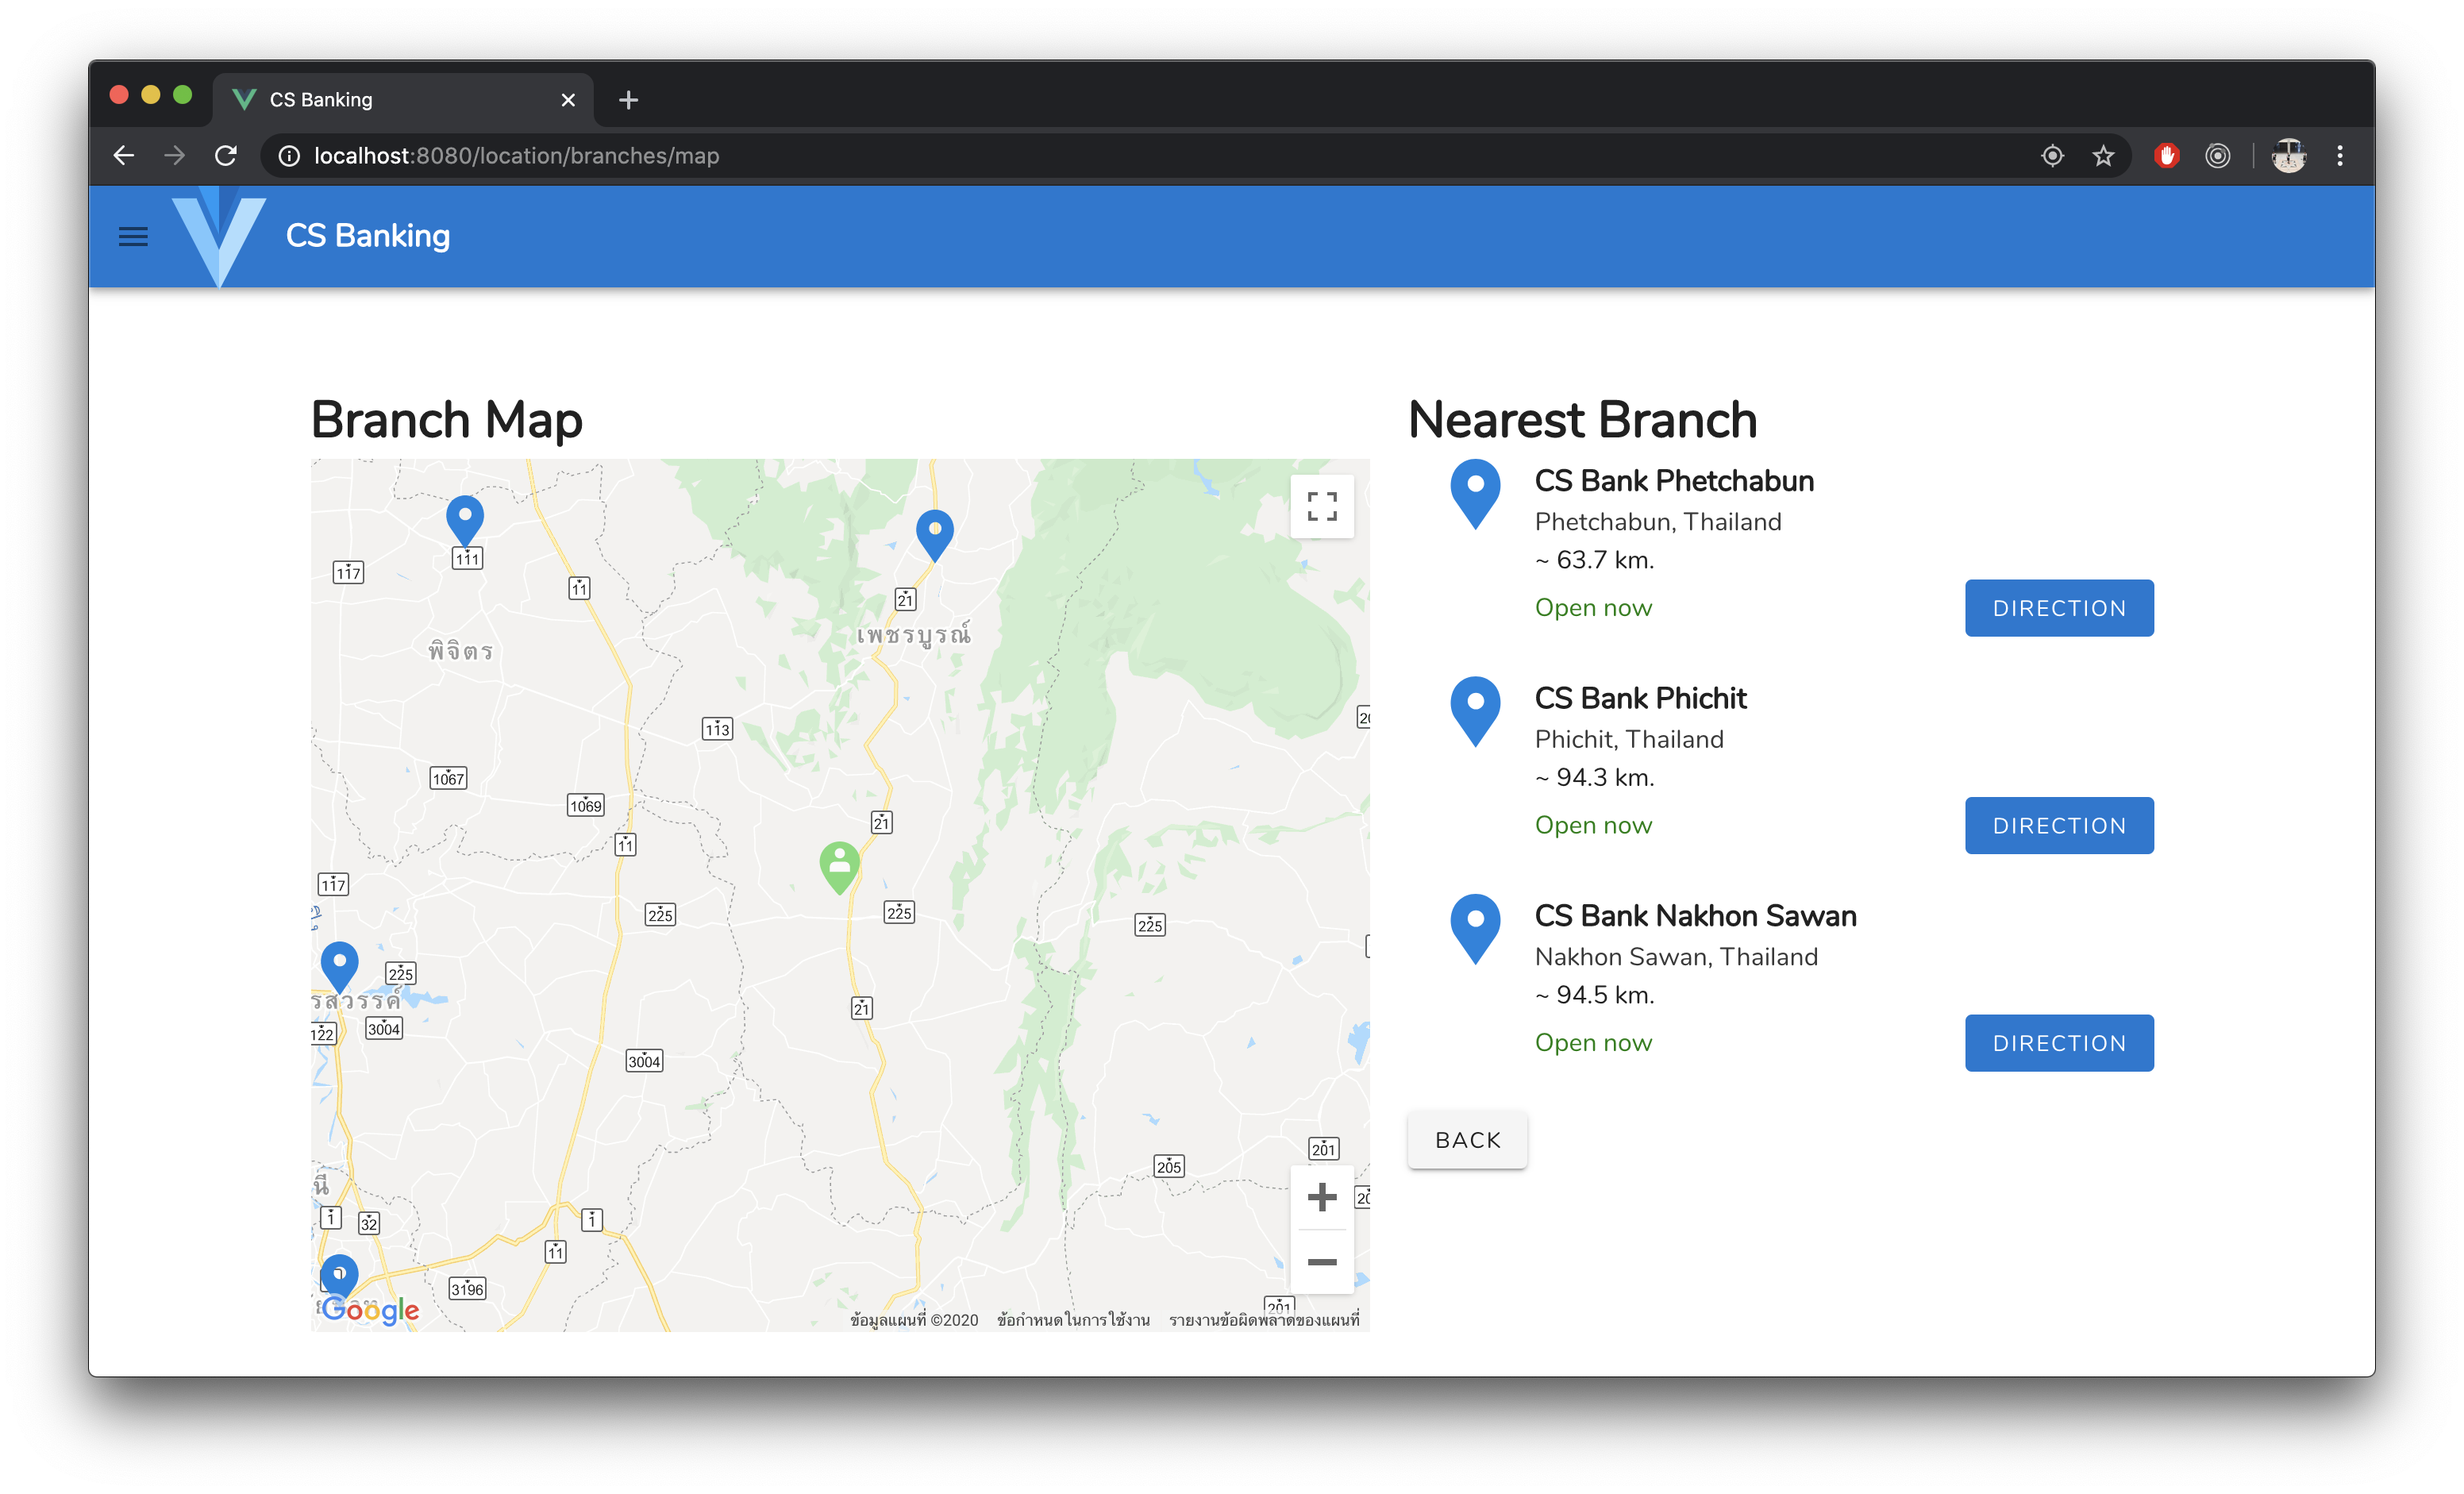 CS Banking
localhost:8080/location/branches/map
CS Banking
Branch Map
111
117
11
21
พิจิตร
เพชรบูรณ์
113
20
1067
1069
21
11
117
225
225
225
225
รสวรรค์
21
122
3004
3004
201
205
นี
20
1
32
1
11
3196
201
Google
ข้อมูลแผนที่ ©2020 ข้อกำหนดในการใช้งาน รายงานข้อผิดพลาดของแผนที่
Nearest Branch
CS Bank Phetchabun
Phetchabun, Thailand
~ 63.7 km.
Open now
DIRECTION
CS Bank Phichit
Phichit, Thailand
~ 94.3 km.
Open now
DIRECTION
CS Bank Nakhon Sawan
Nakhon Sawan, Thailand
~ 94.5 km.
Open now
DIRECTION
BACK